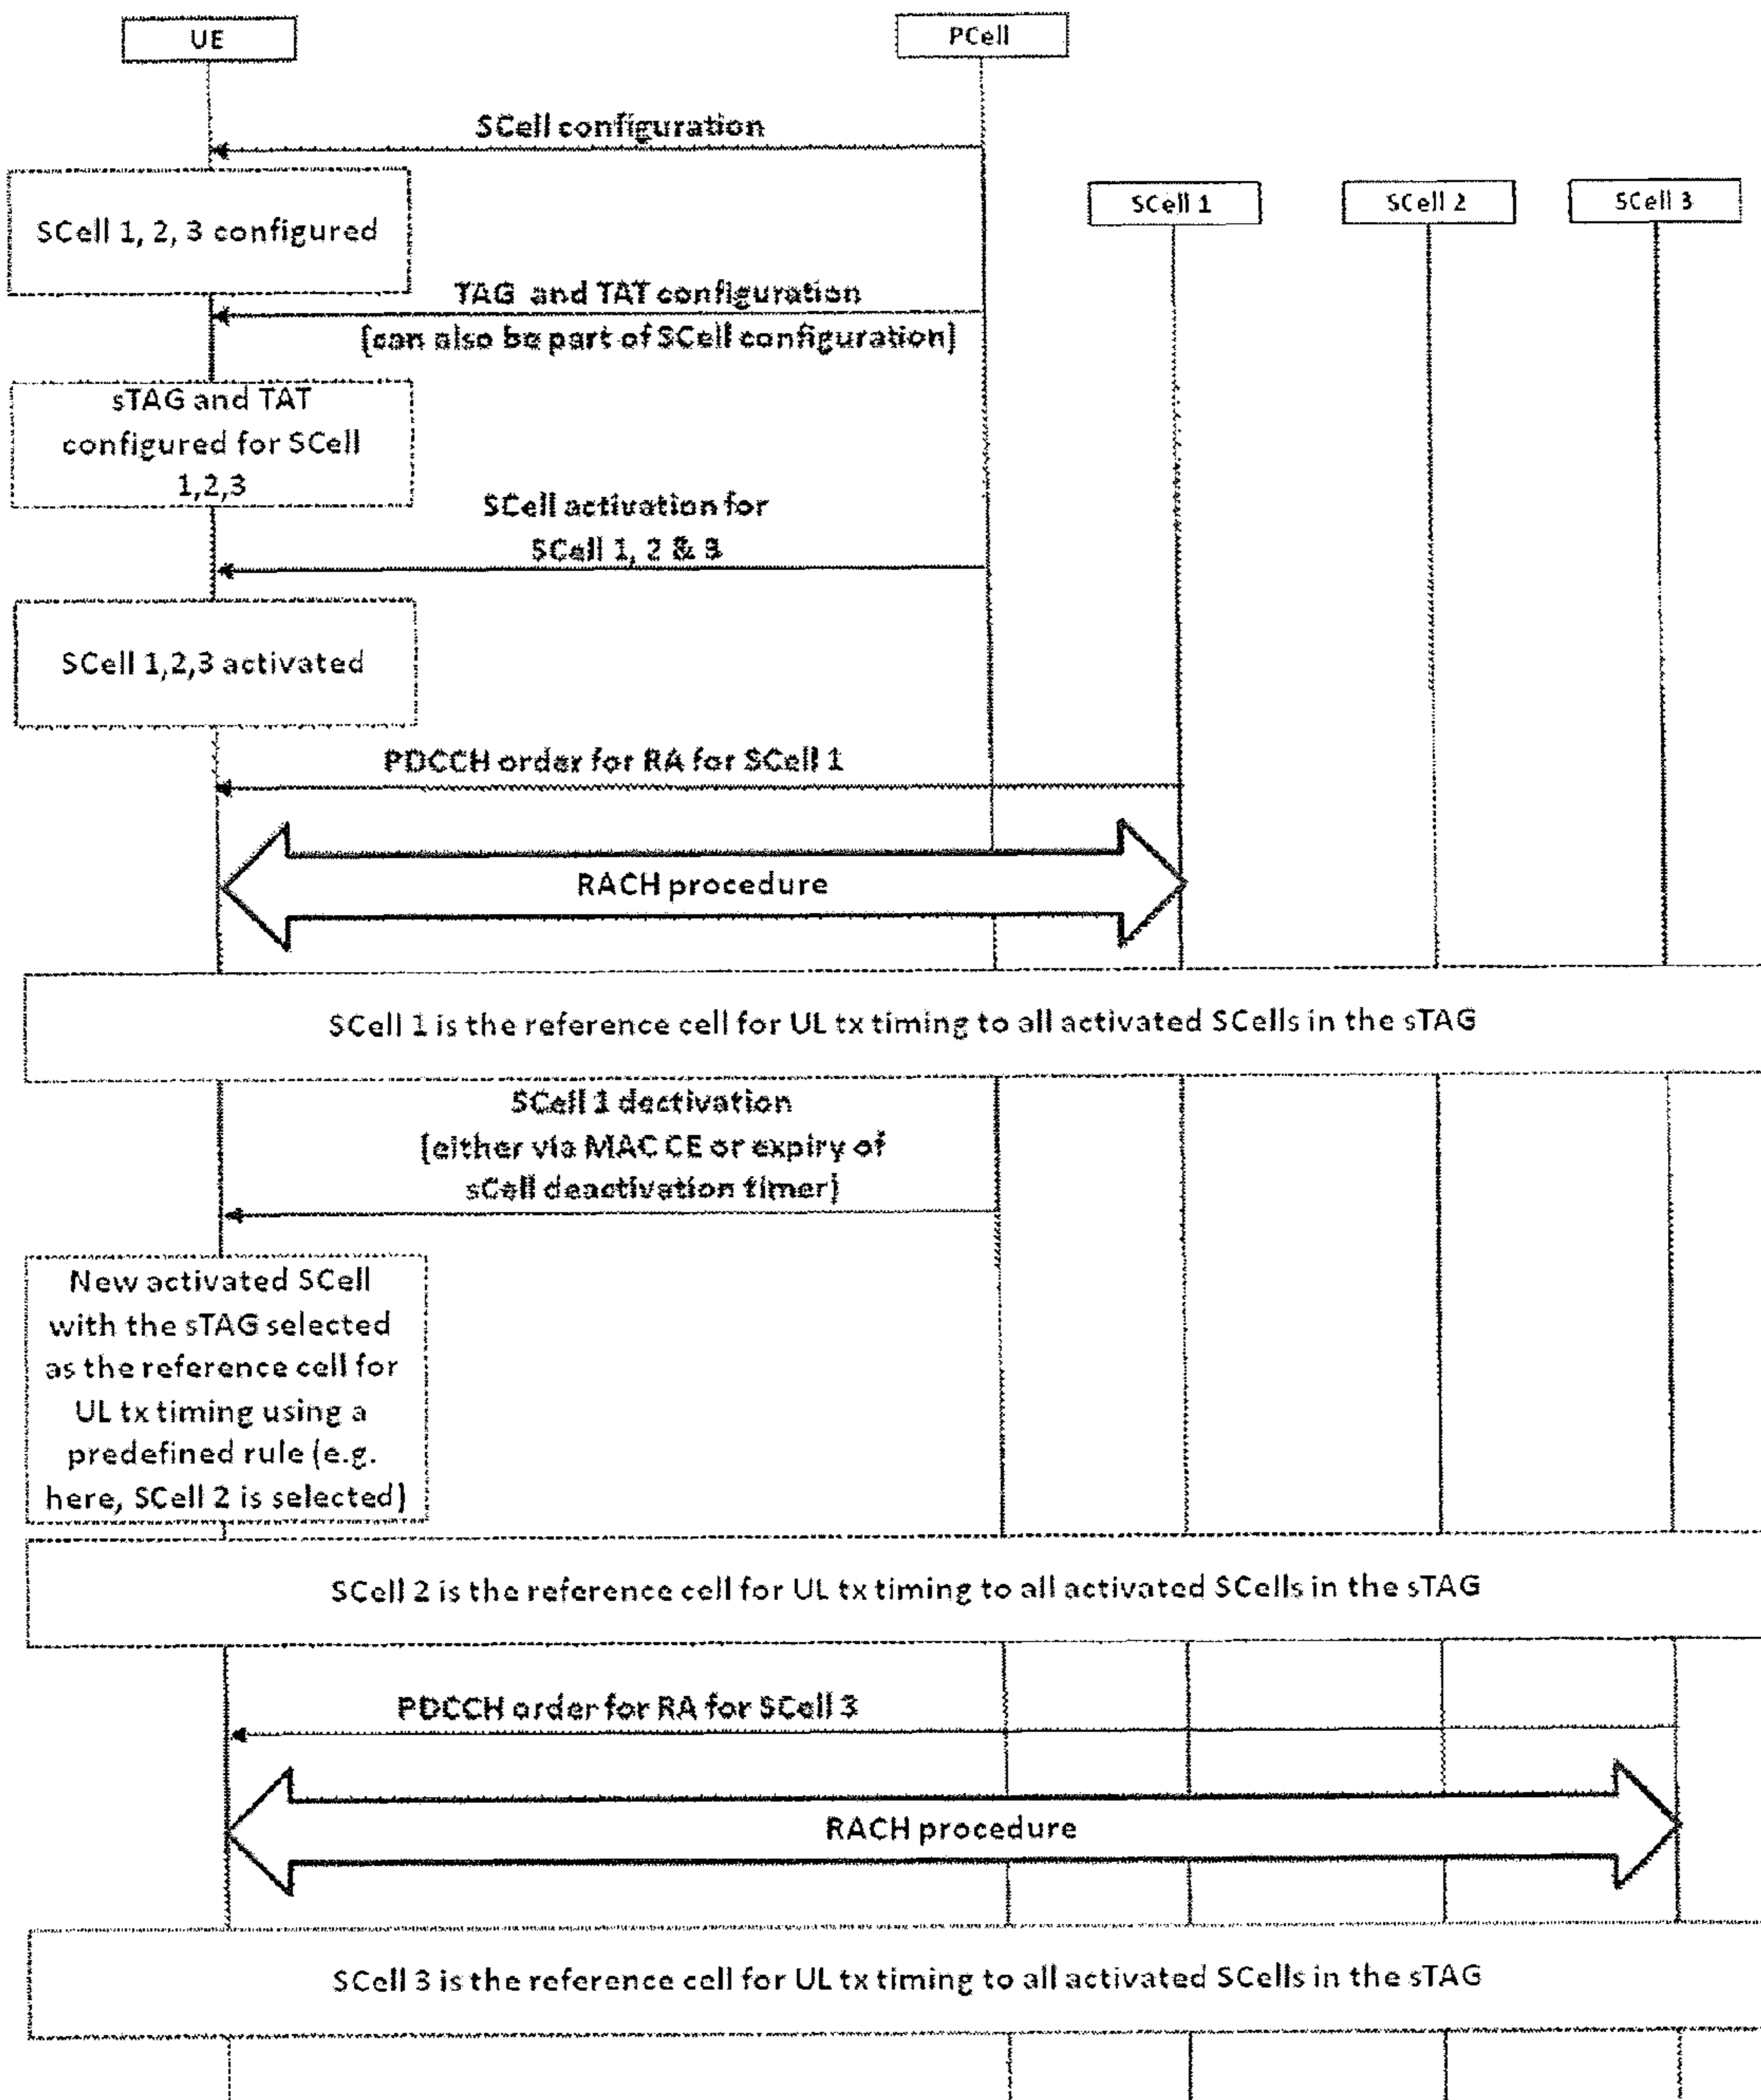 UE
PCell
SCell configuration
SCell 1, 2, 3 configured
SCell 1
SCell 2
SCell 3
TAG and TAT configuration
(can also be part of SCell configuration)
sTAG and TAT
configured for SCell
1,2,3
SCell activation for
SCell 1, 2 & 3
SCell 1,2,3 activated
PDCCH order for RA for SCell 1
RACH procedure
SCell 1 is the reference cell for UL tx timing to all activated SCells in the sTAG
SCell 1 dectivation
(either via MAC CE or expiry of
sCell deactivation timer)
New activated SCell
with the sTAG selected
as the reference cell for
UL tx timing using a
predefined rule (e.g.
here, SCell 2 is selected)
SCell 2 is the reference cell for UL tx timing to all activated SCells in the sTAG
PDCCH order for RA for SCell 3
RACH procedure
SCell 3 is the reference cell for UL tx timing to all activated SCells in the sTAG